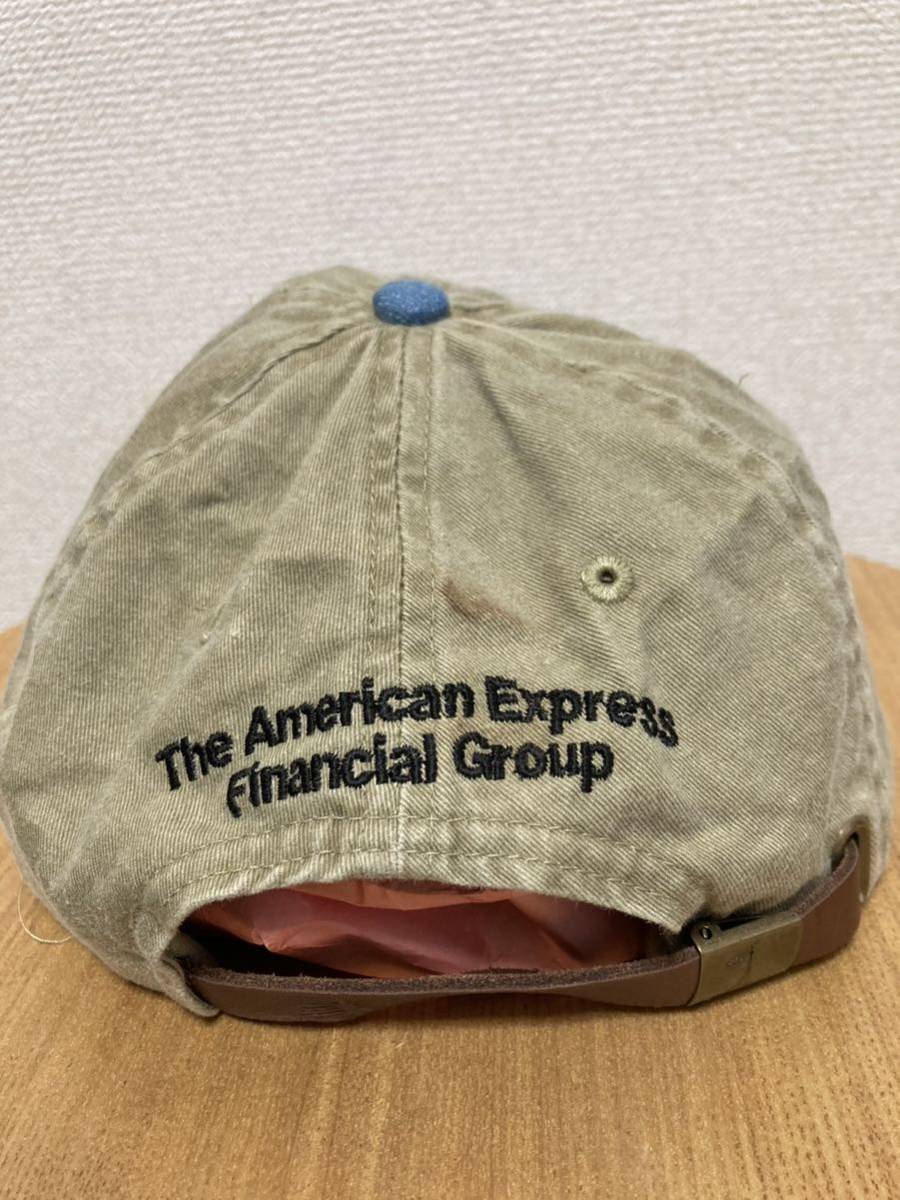 The American Express
Financial Group